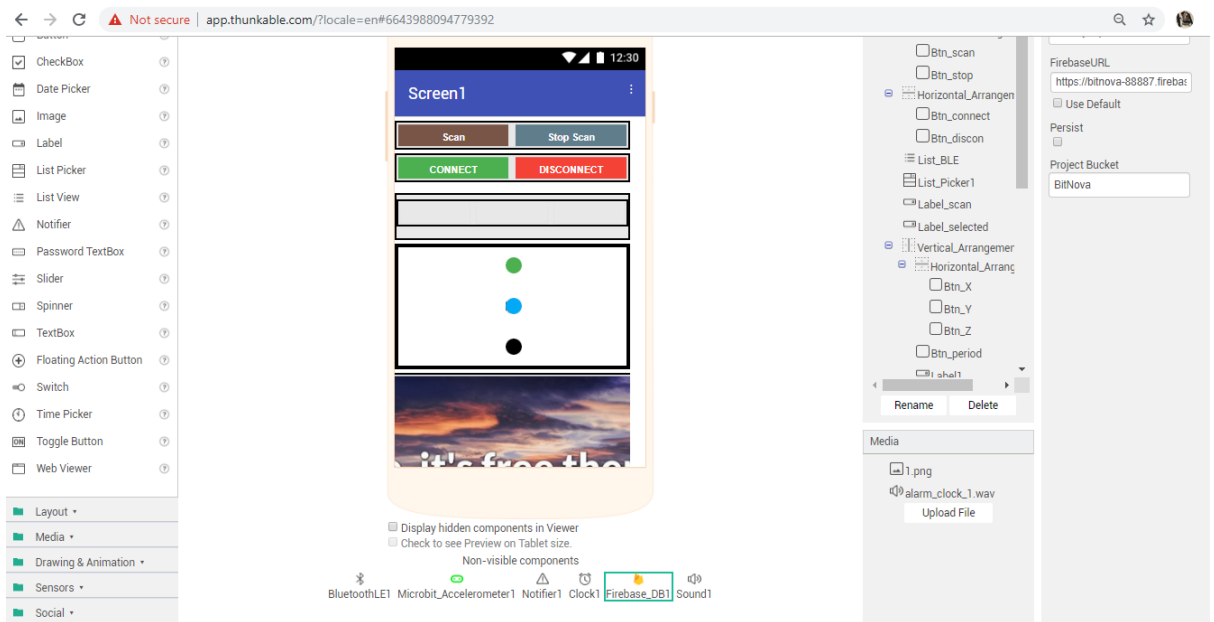 Not secure | app.thunkable.com/?locale=en#6643988094779392
Button
CheckBox
Date Picker
Image
Label
List Picker
List View
Notifier
Password TextBox
Slider
Spinner
TextBox
Floating Action Button
Switch
Time Picker
Toggle Button
Web Viewer
Layout
Media
Drawing & Animation
Sensors
Social
12:30
Screen1
Scan Stop Scan
CONNECT DISCONNECT
Display hidden components in Viewer
Check to see Preview on Tablet size.
Non-visible components
BluetoothLE1 Microbit_Accelerometer1 Notifier1 Clock1 Firebase_DB1 Sound1
Btn_scan
Btn_stop
Horizontal_Arrangem
Btn_connect
Btn_discon
List_BLE
List_Picker1
Label_scan
Label_selected
Vertical_Arrangemer
Horizontal_Arrang
Btn_X
Btn_Y
Btn_Z
Btn_period
Label1
Rename Delete
Media
1.png
alarm_clock_1.wav
Upload File
FirebaseURL
https://bitnova-88887.firebas
Use Default
Persist
Project Bucket
BitNova